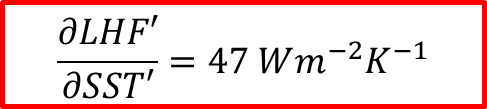 ∂LHF′/∂SST′ = 47 Wm⁻²K⁻¹